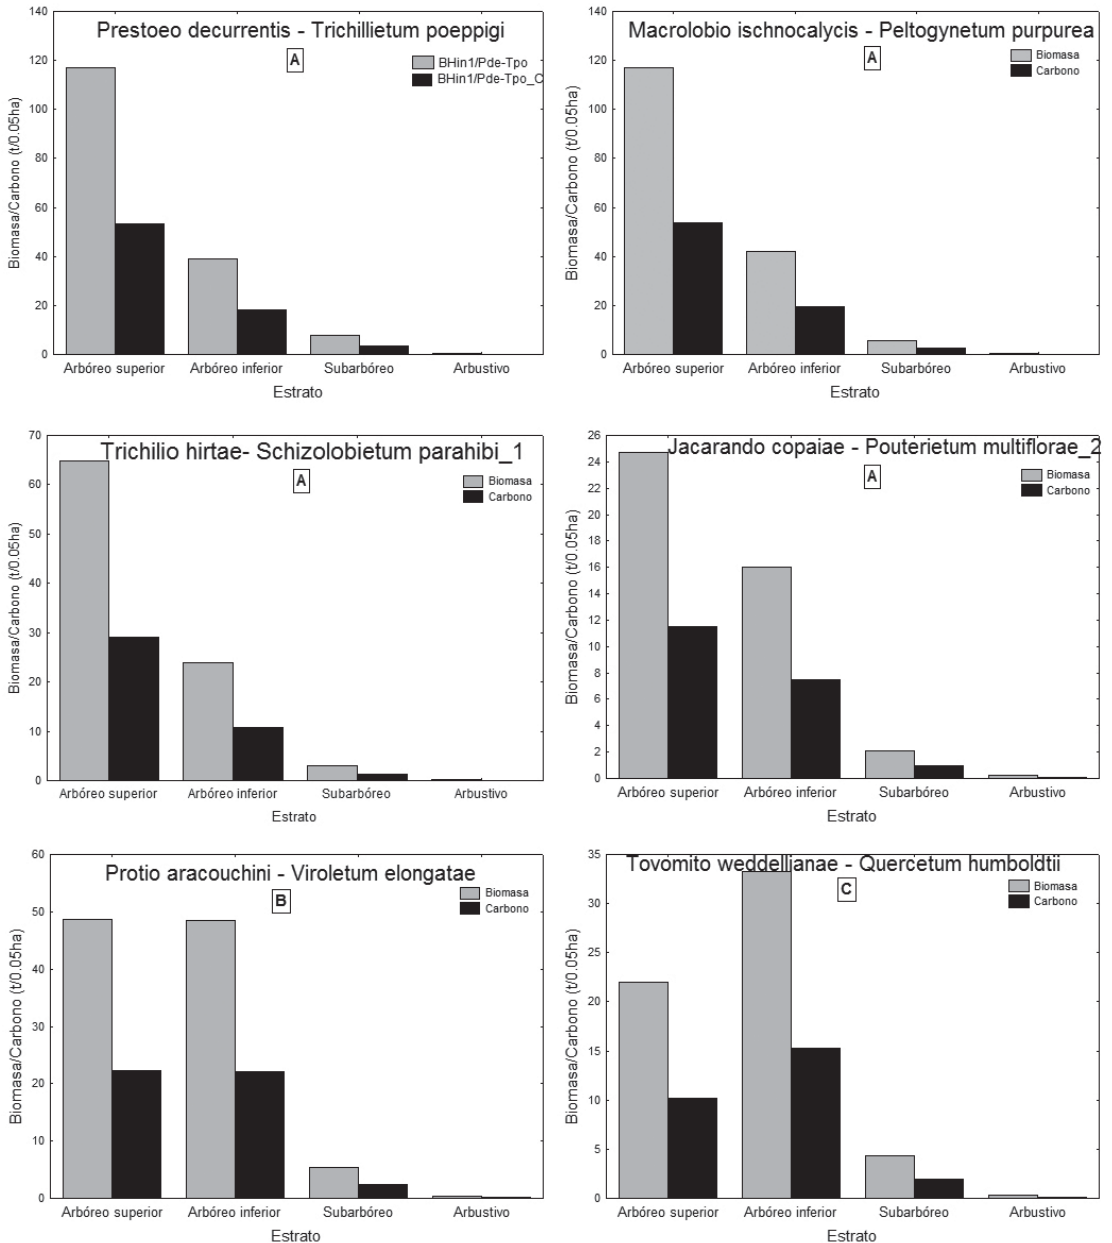 Prestoeo decurrentis - Trichillietum poeppigi
A
BHin1/Pde-Tpo
BHin1/Pde-Tpo_C
Biomasa/Carbono (t/0.05ha)
140
120
100
80
60
40
20
0
Arbóreo superior Arbóreo inferior Subarbóreo Arbustivo
Estrato
Macrolobio ischnocalycis - Peltogynetum purpurea
A
Biomasa
Carbono
Biomasa/Carbono (t/0.05ha)
140
120
100
80
60
40
20
0
Arbóreo superior Arbóreo inferior Subarbóreo Arbustivo
Estrato
Trichilio hirtae- Schizolobietum parahibi_1
A
Biomasa
Carbono
Biomasa/Carbono (t/0.05ha)
70
60
50
40
30
20
10
0
Arbóreo superior Arbóreo inferior Subarbóreo Arbustivo
Estrato
Jacarando copaiae - Pouterietum multiflorae_2
A
Biomasa
Carbono
Biomasa/Carbono (t/0.05ha)
26
24
22
20
18
16
14
12
10
8
6
4
2
0
Arbóreo superior Arbóreo inferior Subarbóreo Arbustivo
Estrato
Protio aracouchini - Viroletum elongatae
B
Biomasa
Carbono
Biomasa/Carbono (t/0.05ha)
60
50
40
30
20
10
0
Arbóreo superior Arbóreo inferior Subarbóreo Arbustivo
Estrato
Tovomito weddellianae - Quercetum humboldtii
C
Biomasa
Carbono
Biomasa/Carbono (t/0.05ha)
35
30
25
20
15
10
5
0
Arbóreo superior Arbóreo inferior Subarbóreo Arbustivo
Estrato